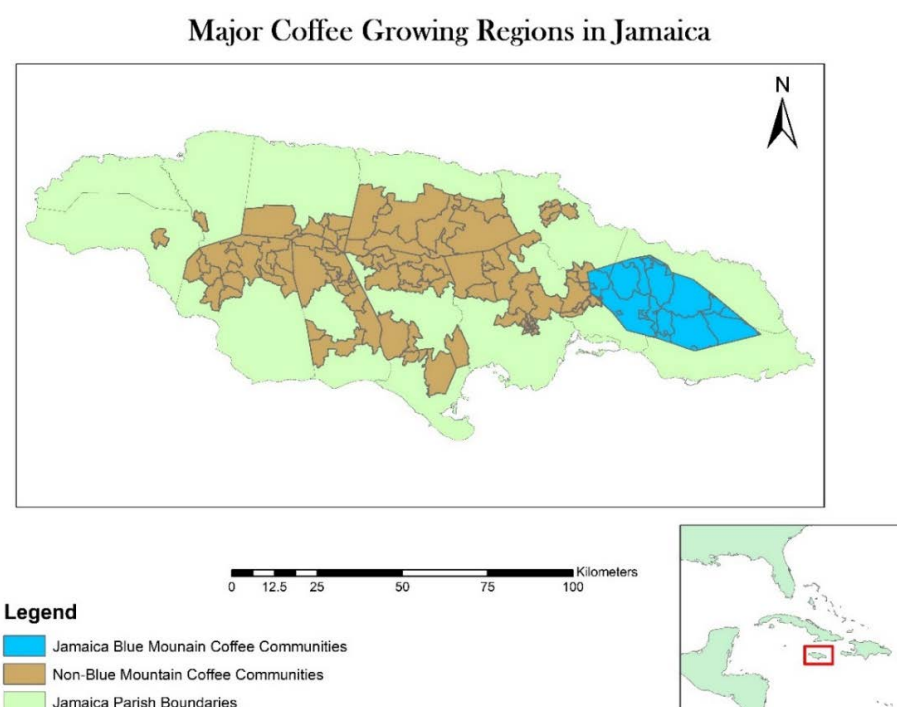 Major Coffee Growing Regions in Jamaica
N
Kilometers
0 12.5 25 50 75 100
Legend
Jamaica Blue Mounain Coffee Communities
Non-Blue Mountain Coffee Communities
Jamaica Parish Boundaries